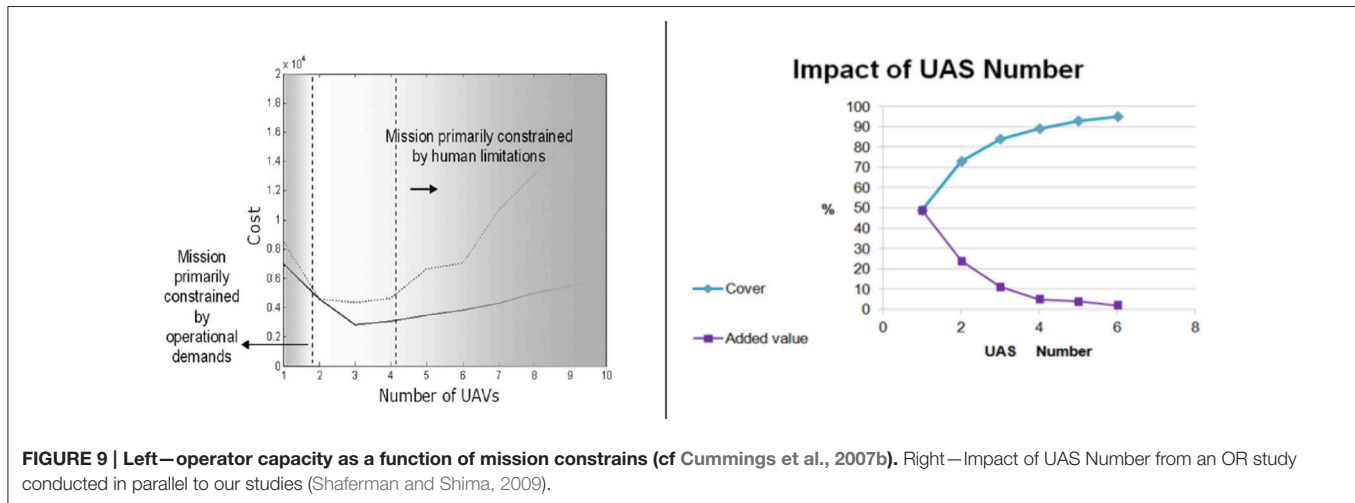 × 10⁴
2
1.8
1.6
1.4
1.2
1
0.8
0.6
0.4
0.2
0
Cost
Mission primarily constrained
by human limitations
Mission
primarily
constrained
by
operational
demands
1 2 3 4 5 6 7 8 9 10
Number of UAVs
Impact of UAS Number
100
90
80
70
60
50
40
30
20
10
0
%
0 2 4 6 8
UAS Number
Cover
Added value
FIGURE 9 | Left—operator capacity as a function of mission constrains (cf Cummings et al., 2007b). Right—Impact of UAS Number from an OR study
conducted in parallel to our studies (Shaferman and Shima, 2009).